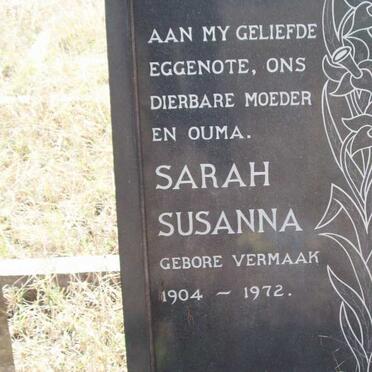 AAN MY GELIEFDE
EGGENOTE, ONS
DIERBARE MOEDER
EN OUMA.
SARAH
SUSANNA
GEBORE VERMAAK
1904 ~ 1972.